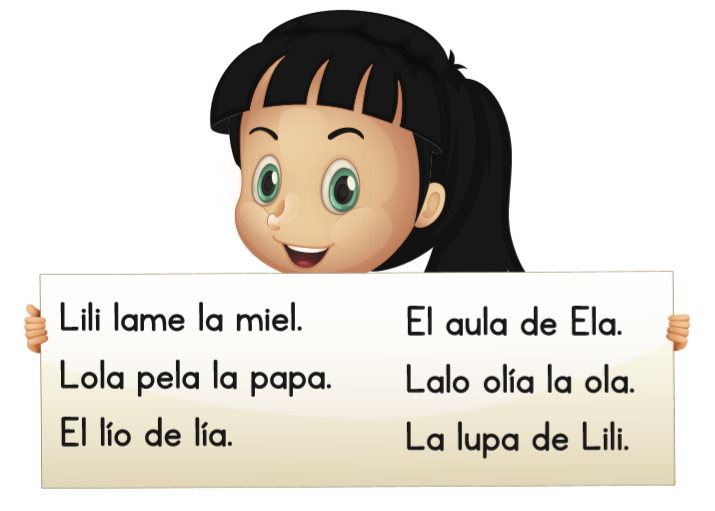 Lili lame la miel.
Lola pela la papa.
El lío de lía.
El aula de Ela.
Lalo olía la ola.
La lupa de Lili.